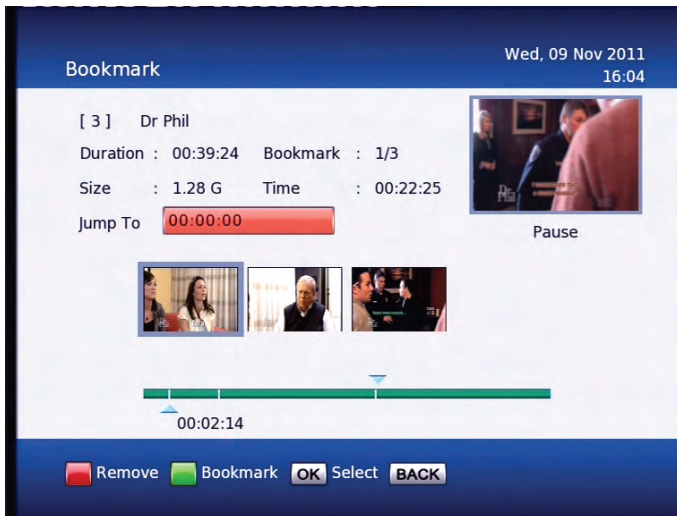 Bookmark
Wed, 09 Nov 2011
16:04
[ 3 ] Dr Phil
Duration : 00:39:24 Bookmark : 1/3
Size : 1.28 G Time : 00:22:25
Jump To 00:00:00
Dr.
Phil
Pause
00:02:14
Remove Bookmark OK Select BACK